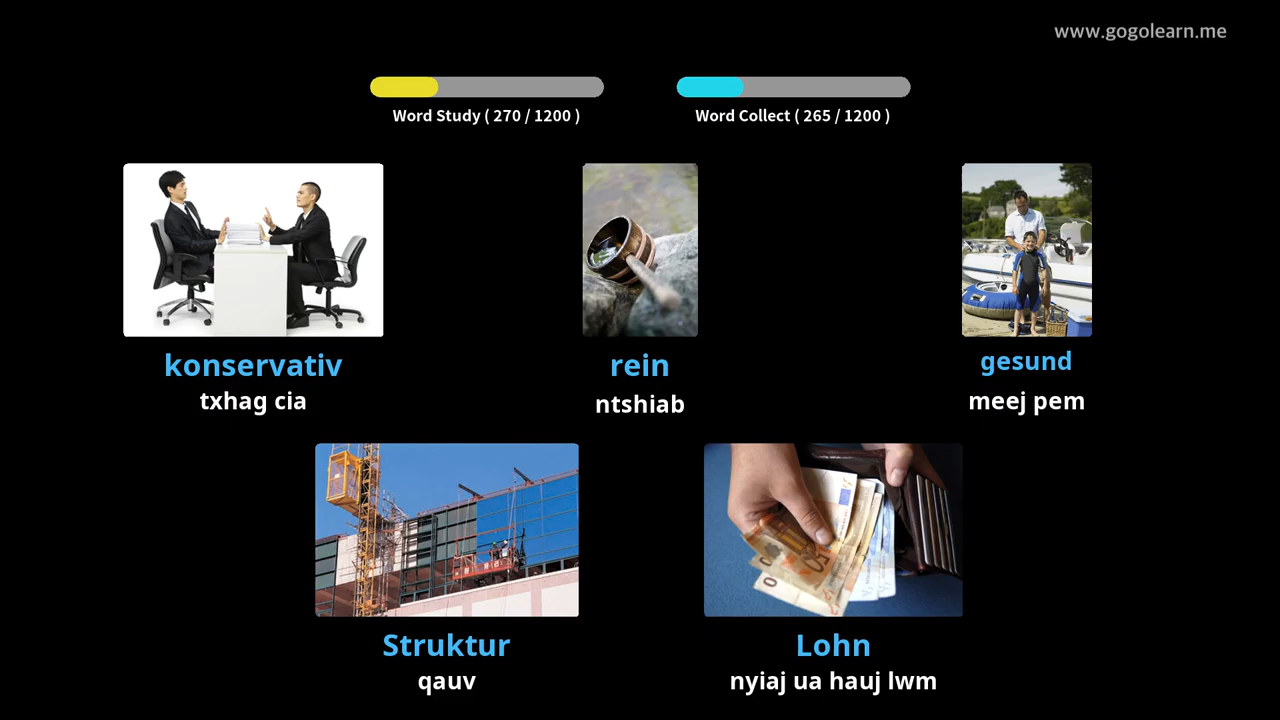 www.gogolearn.me
Word Study ( 270 / 1200 )
Word Collect ( 265 / 1200 )
konservativ
txhag cia
rein
ntshiab
gesund
meej pem
Struktur
qauv
Lohn
nyiaj ua hauj lwm